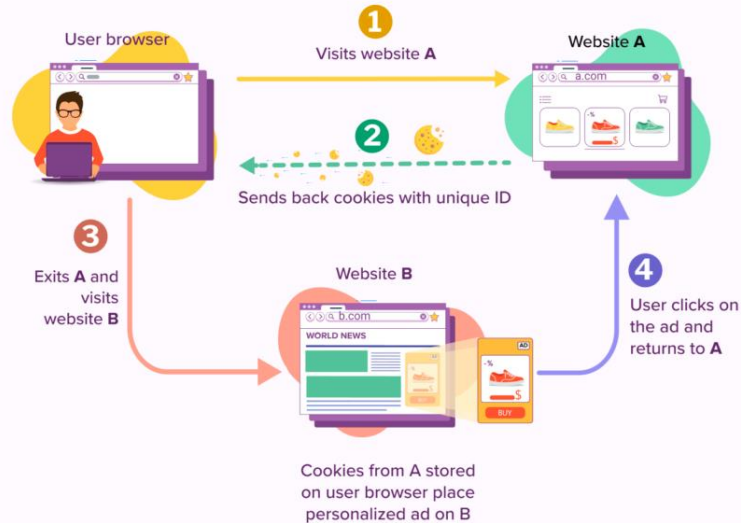 1
User browser
Visits website A
Website A
a.com
-%
$
2
Sends back cookies with unique ID
3
Exits A and
visits
website B
Website B
b.com
WORLD NEWS
AD
-%
$
BUY
AD
-%
$
BUY
4
User clicks on
the ad and
returns to A
Cookies from A stored
on user browser place
personalized ad on B